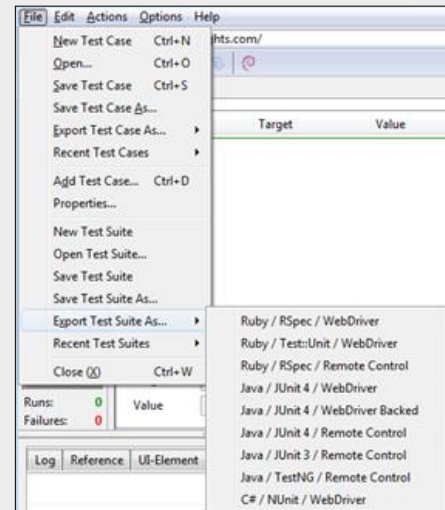 File Edit Actions Options Help
New Test Case Ctrl+N
hts.com/
Open... Ctrl+O
Save Test Case Ctrl+S
Save Test Case As...
Export Test Case As...
Target Value
Recent Test Cases
Add Test Case... Ctrl+D
Properties...
New Test Suite
Open Test Suite...
Save Test Suite
Save Test Suite As...
Export Test Suite As...
Ruby / RSpec / WebDriver
Recent Test Suites
Ruby / Test::Unit / WebDriver
Ruby / RSpec / Remote Control
Close (X) Ctrl+W
Java / JUnit 4 / WebDriver
Runs: 0 Value
Java / JUnit 4 / WebDriver Backed
Failures: 0
Java / JUnit 4 / Remote Control
Log Reference UI-Element
Java / JUnit 3 / Remote Control
Java / TestNG / Remote Control
C# / NUnit / WebDriver